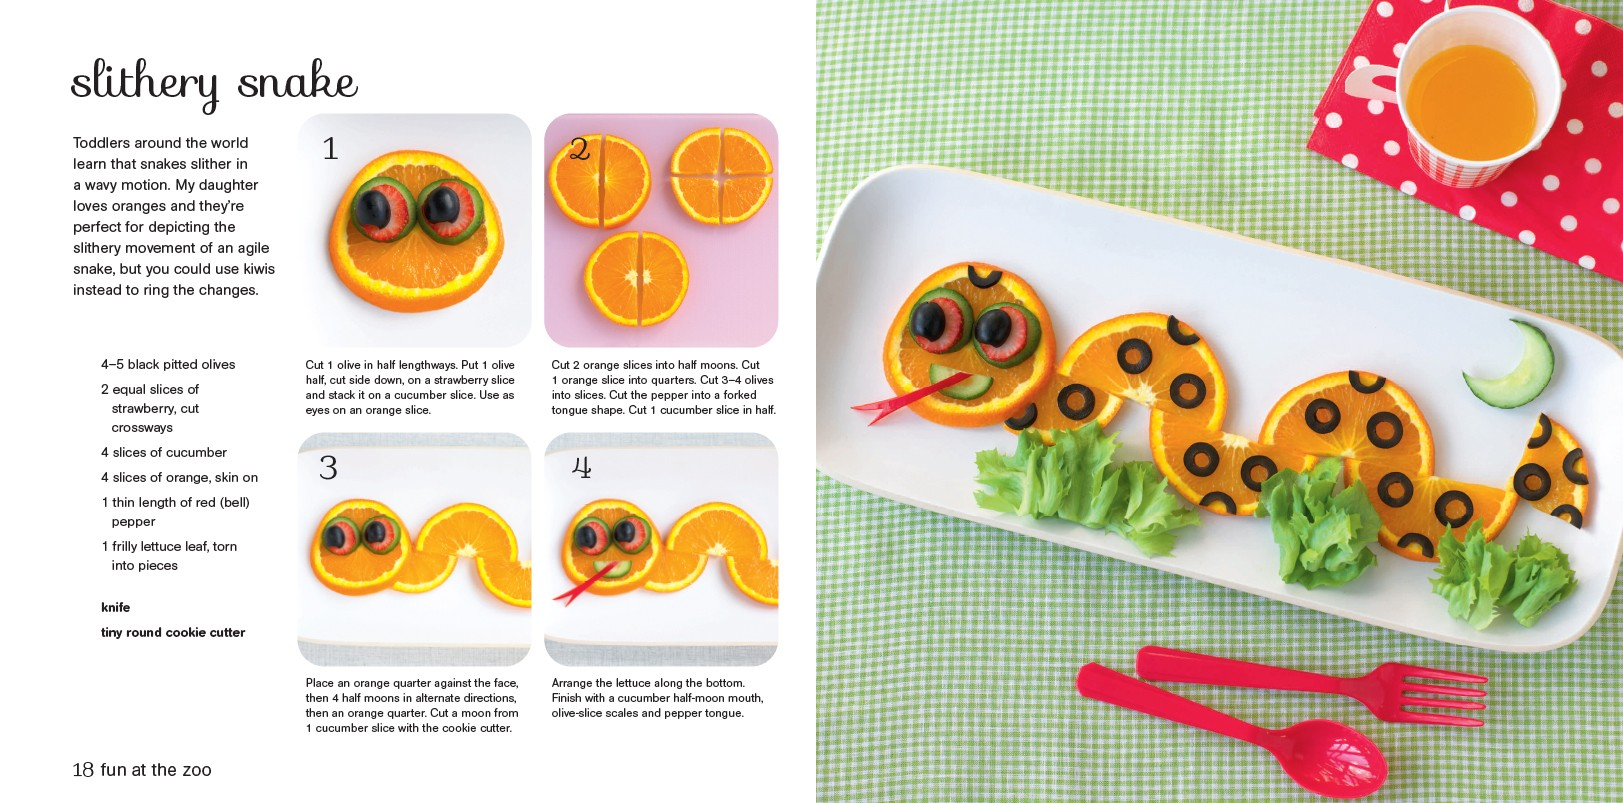 slithery snake
Toddlers around the world
learn that snakes slither in
a wavy motion. My daughter
loves oranges and they’re
perfect for depicting the
slithery movement of an agile
snake, but you could use kiwis
instead to ring the changes.
4–5 black pitted olives
2 equal slices of
strawberry, cut
crossways
4 slices of cucumber
4 slices of orange, skin on
1 thin length of red (bell)
pepper
1 frilly lettuce leaf, torn
into pieces
knife
tiny round cookie cutter
1
Cut 1 olive in half lengthways. Put 1 olive
half, cut side down, on a strawberry slice
and stack it on a cucumber slice. Use as
eyes on an orange slice.
2
Cut 2 orange slices into half moons. Cut
1 orange slice into quarters. Cut 3–4 olives
into slices. Cut the pepper into a forked
tongue shape. Cut 1 cucumber slice in half.
3
Place an orange quarter against the face,
then 4 half moons in alternate directions,
then an orange quarter. Cut a moon from
1 cucumber slice with the cookie cutter.
4
Arrange the lettuce along the bottom.
Finish with a cucumber half-moon mouth,
olive-slice scales and pepper tongue.
18 fun at the zoo